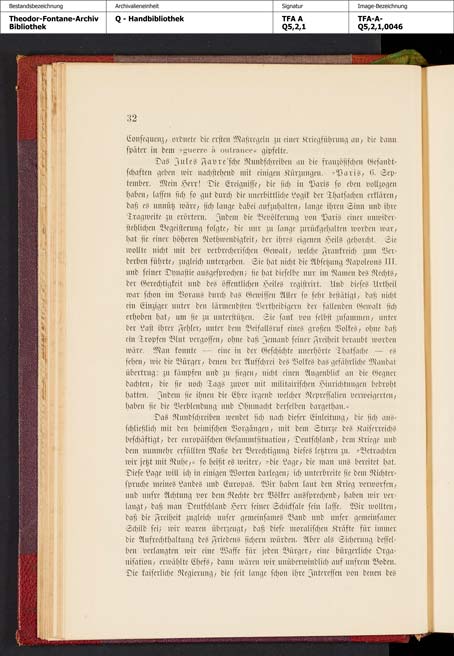 Bestandsbezeichnung
Archivalieneinheit
Signatur
Image-Bezeichnung
Theodor-Fontane-Archiv
Bibliothek
Q - Handbibliothek
TFA A
Q5,2,1
TFA-A-
Q5,2,1,0046
32
Consequenz, ordnete die ersten Maßregeln zu einer Kriegführung an, die dann
später in dem »guerre à outrance« gipfelte.
Das Jules Favre'sche Rundschreiben an die französischen Gesandt-
schaften geben wir nachstehend mit einigen Kürzungen. »Paris, 6. Sep-
tember. Mein Herr! Die Ereignisse, die sich in Paris so eben vollzogen
haben, lassen sich so gut durch die unerbittliche Logik der Thatsachen erklären,
daß es unnütz wäre, sich lange dabei aufzuhalten, lange ihren Sinn und ihre
Tragweite zu erörtern. Indem die Bevölkerung von Paris einer unwider-
stehlichen Begeisterung folgte, die nur zu lange zurückgehalten worden war,
hat sie einer höheren Nothwendigkeit, der ihres eigenen Heils gehorcht. Sie
wollte nicht mit der verbrecherischen Gewalt, welche Frankreich zum Ver-
derben führte, zugleich untergehen. Sie hat nicht die Absetzung Napoleons III.
und seiner Dynastie ausgesprochen; sie hat dieselbe nur im Namen des Rechts,
der Gerechtigkeit und des öffentlichen Heiles registrirt. Und dieses Urtheil
war schon im Voraus durch das Gewissen Aller so sehr bestätigt, daß nicht
ein Einziger unter den lärmendsten Vertheidigern der fallenden Gewalt sich
erhoben hat, um sie zu unterstützen. Sie sank von selbst zusammen, unter
der Last ihrer Fehler, unter dem Beifallsruf eines großen Volkes, ohne daß
ein Tropfen Blut vergossen, ohne daß Jemand seiner Freiheit beraubt worden
wäre. Man konnte — eine in der Geschichte unerhörte Thatsache — es
sehen, wie die Bürger, denen der Aufschrei des Volkes das gefährliche Mandat
übertrug: zu kämpfen und zu siegen, nicht einen Augenblick an die Gegner
dachten, die sie noch Tags zuvor mit militairischen Hinrichtungen bedroht
hatten. Indem sie ihnen die Ehre irgend welcher Repressalien verweigerten,
haben sie die Verblendung und Ohnmacht derselben dargethan.«
Das Rundschreiben wendet sich nach dieser Einleitung, die sich aus-
schließlich mit den heimischen Vorgängen, mit dem Sturze des Kaiserreichs
beschäftigt, der europäischen Gesammtsituation, Deutschland, dem Kriege und
dem nunmehr erfüllten Maße der Berechtigung dieses letztren zu. »Betrachten
wir jetzt mit Ruhe,« so heißt es weiter, »die Lage, die man uns bereitet hat.
Diese Lage will ich in einigen Worten darlegen; ich unterbreite sie dem Richter-
spruche meines Landes und Europas. Wir haben laut den Krieg verworfen,
und unsre Achtung vor dem Rechte der Völker aussprechend, haben wir ver-
langt, daß man Deutschland Herr seiner Schicksale sein lasse. Wir wollten,
daß die Freiheit zugleich unser gemeinsames Band und unser gemeinsamer
Schild sei; wir waren überzeugt, daß diese moralischen Kräfte für immer
die Aufrechthaltung des Friedens sichern würden. Aber als Sicherung dessel-
ben verlangten wir eine Waffe für jeden Bürger, eine bürgerliche Orga-
nisation, erwählte Chefs, dann wären wir unüberwindlich auf unsrem Boden.
Die kaiserliche Regierung, die seit lange schon ihre Interessen von denen des